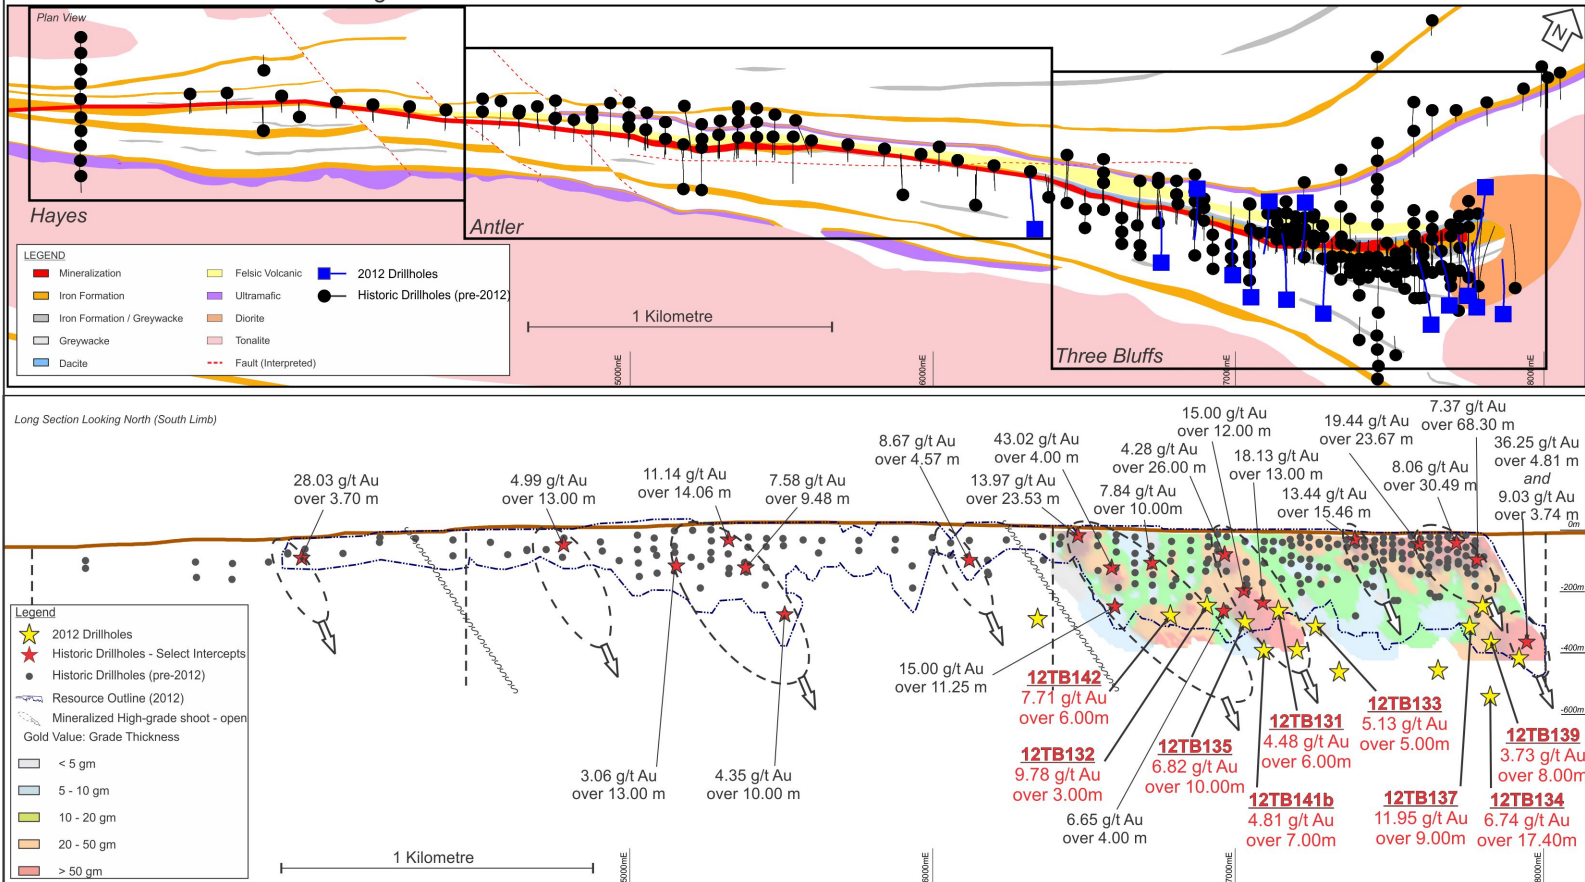 Plan View
N
Hayes
Antler
Three Bluffs
LEGEND
Mineralization
Iron Formation
Iron Formation / Greywacke
Greywacke
Dacite
Felsic Volcanic
Ultramafic
Diorite
Tonalite
Fault (Interpreted)
2012 Drillholes
Historic Drillholes (pre-2012)
1 Kilometre
5000mE
6000mE
7000mE
8000mE
Long Section Looking North (South Limb)
28.03 g/t Au
over 3.70 m
4.99 g/t Au
over 13.00 m
11.14 g/t Au
over 14.06 m
7.58 g/t Au
over 9.48 m
8.67 g/t Au
over 4.57 m
43.02 g/t Au
over 4.00 m
13.97 g/t Au
over 23.53 m
4.28 g/t Au
over 26.00 m
7.84 g/t Au
over 10.00m
15.00 g/t Au
over 12.00 m
18.13 g/t Au
over 13.00 m
19.44 g/t Au
over 23.67 m
13.44 g/t Au
over 15.46 m
7.37 g/t Au
over 68.30 m
8.06 g/t Au
over 30.49 m
36.25 g/t Au
over 4.81 m
and
9.03 g/t Au
over 3.74 m
0m
-200m
-400m
-600m
Legend
2012 Drillholes
Historic Drillholes - Select Intercepts
Historic Drillholes (pre-2012)
Resource Outline (2012)
Mineralized High-grade shoot - open
Gold Value: Grade Thickness
< 5 gm
5 - 10 gm
10 - 20 gm
20 - 50 gm
> 50 gm
3.06 g/t Au
over 13.00 m
4.35 g/t Au
over 10.00 m
15.00 g/t Au
over 11.25 m
12TB142
7.71 g/t Au
over 6.00m
12TB132
9.78 g/t Au
over 3.00m
6.65 g/t Au
over 4.00 m
12TB135
6.82 g/t Au
over 10.00m
12TB131
4.48 g/t Au
over 6.00m
12TB141b
4.81 g/t Au
over 7.00m
12TB133
5.13 g/t Au
over 5.00m
12TB137
11.95 g/t Au
over 9.00m
12TB139
3.73 g/t Au
over 8.00m
12TB134
6.74 g/t Au
over 17.40m
1 Kilometre
5000mE
6000mE
7000mE
8000mE